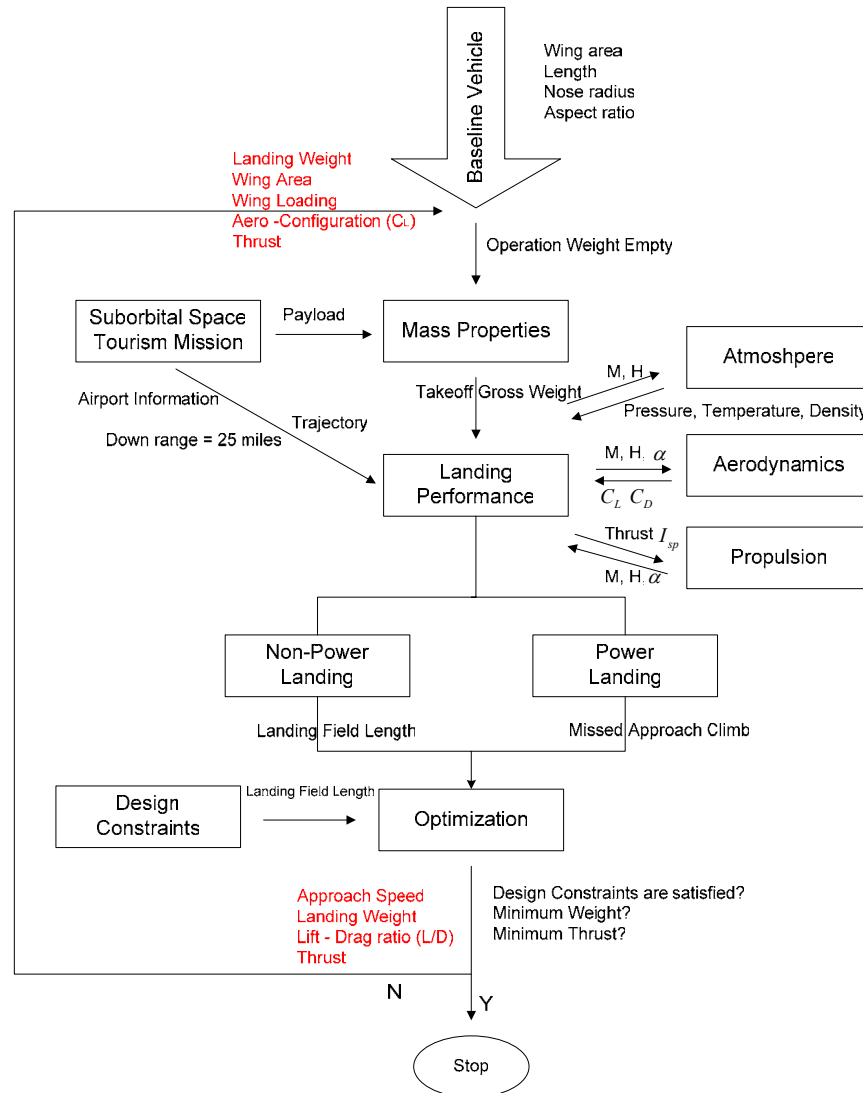 Baseline Vehicle
Wing area
Length
Nose radius
Aspect ratio
Landing Weight
Wing Area
Wing Loading
Aero -Configuration (CL)
Thrust
Operation Weight Empty
Suborbital Space
Tourism Mission
Payload
Mass Properties
Atmoshpere
M, H
Pressure, Temperature, Density
Airport Information
Trajectory
Takeoff Gross Weight
Down range = 25 miles
Landing
Performance
M, H, α
C_L C_D
Aerodynamics
Thrust I_sp
M, H, α
Propulsion
Non-Power
Landing
Power
Landing
Landing Field Length
Missed Approach Climb
Design
Constraints
Landing Field Length
Optimization
Approach Speed
Landing Weight
Lift - Drag ratio (L/D)
Thrust
Design Constraints are satisfied?
Minimum Weight?
Minimum Thrust?
N
Y
Stop